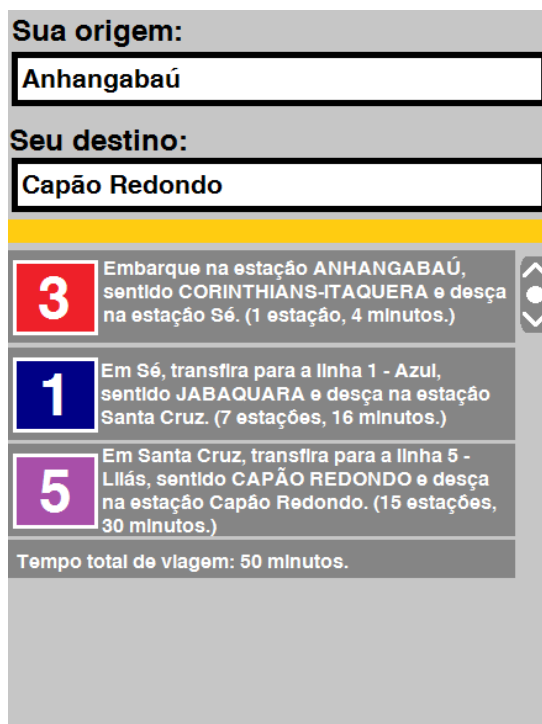 Sua origem:
Anhangabaú
Seu destino:
Capão Redondo
3
Embarque na estação ANHANGABAÚ,
sentido CORINTHIANS-ITAQUERA e desça
na estação Sé. (1 estação, 4 minutos.)
1
Em Sé, transfira para a linha 1 - Azul,
sentido JABAQUARA e desça na estação
Santa Cruz. (7 estações, 16 minutos.)
5
Em Santa Cruz, transfira para a linha 5 -
Lilás, sentido CAPÃO REDONDO e desça
na estação Capão Redondo. (15 estações,
30 minutos.)
Tempo total de viagem: 50 minutos.